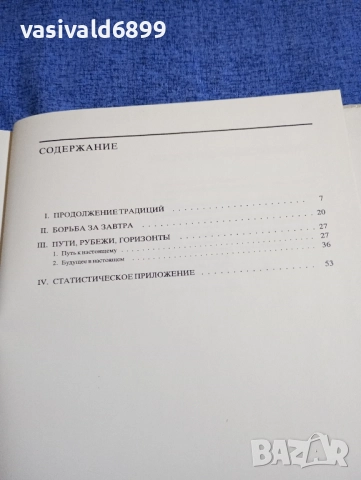 vasivald6899
СОДЕРЖАНИЕ
I. ПРОДОЛЖЕНИЕ ТРАДИЦИЙ 7
II. БОРЬБА ЗА ЗАВТРА 20
III. ПУТИ, РУБЕЖИ, ГОРИЗОНТЫ 27
1. Путь к настоящему 27
2. Будущее в настоящем 36
IV. СТАТИСТИЧЕСКОЕ ПРИЛОЖЕНИЕ 53
BAZAR